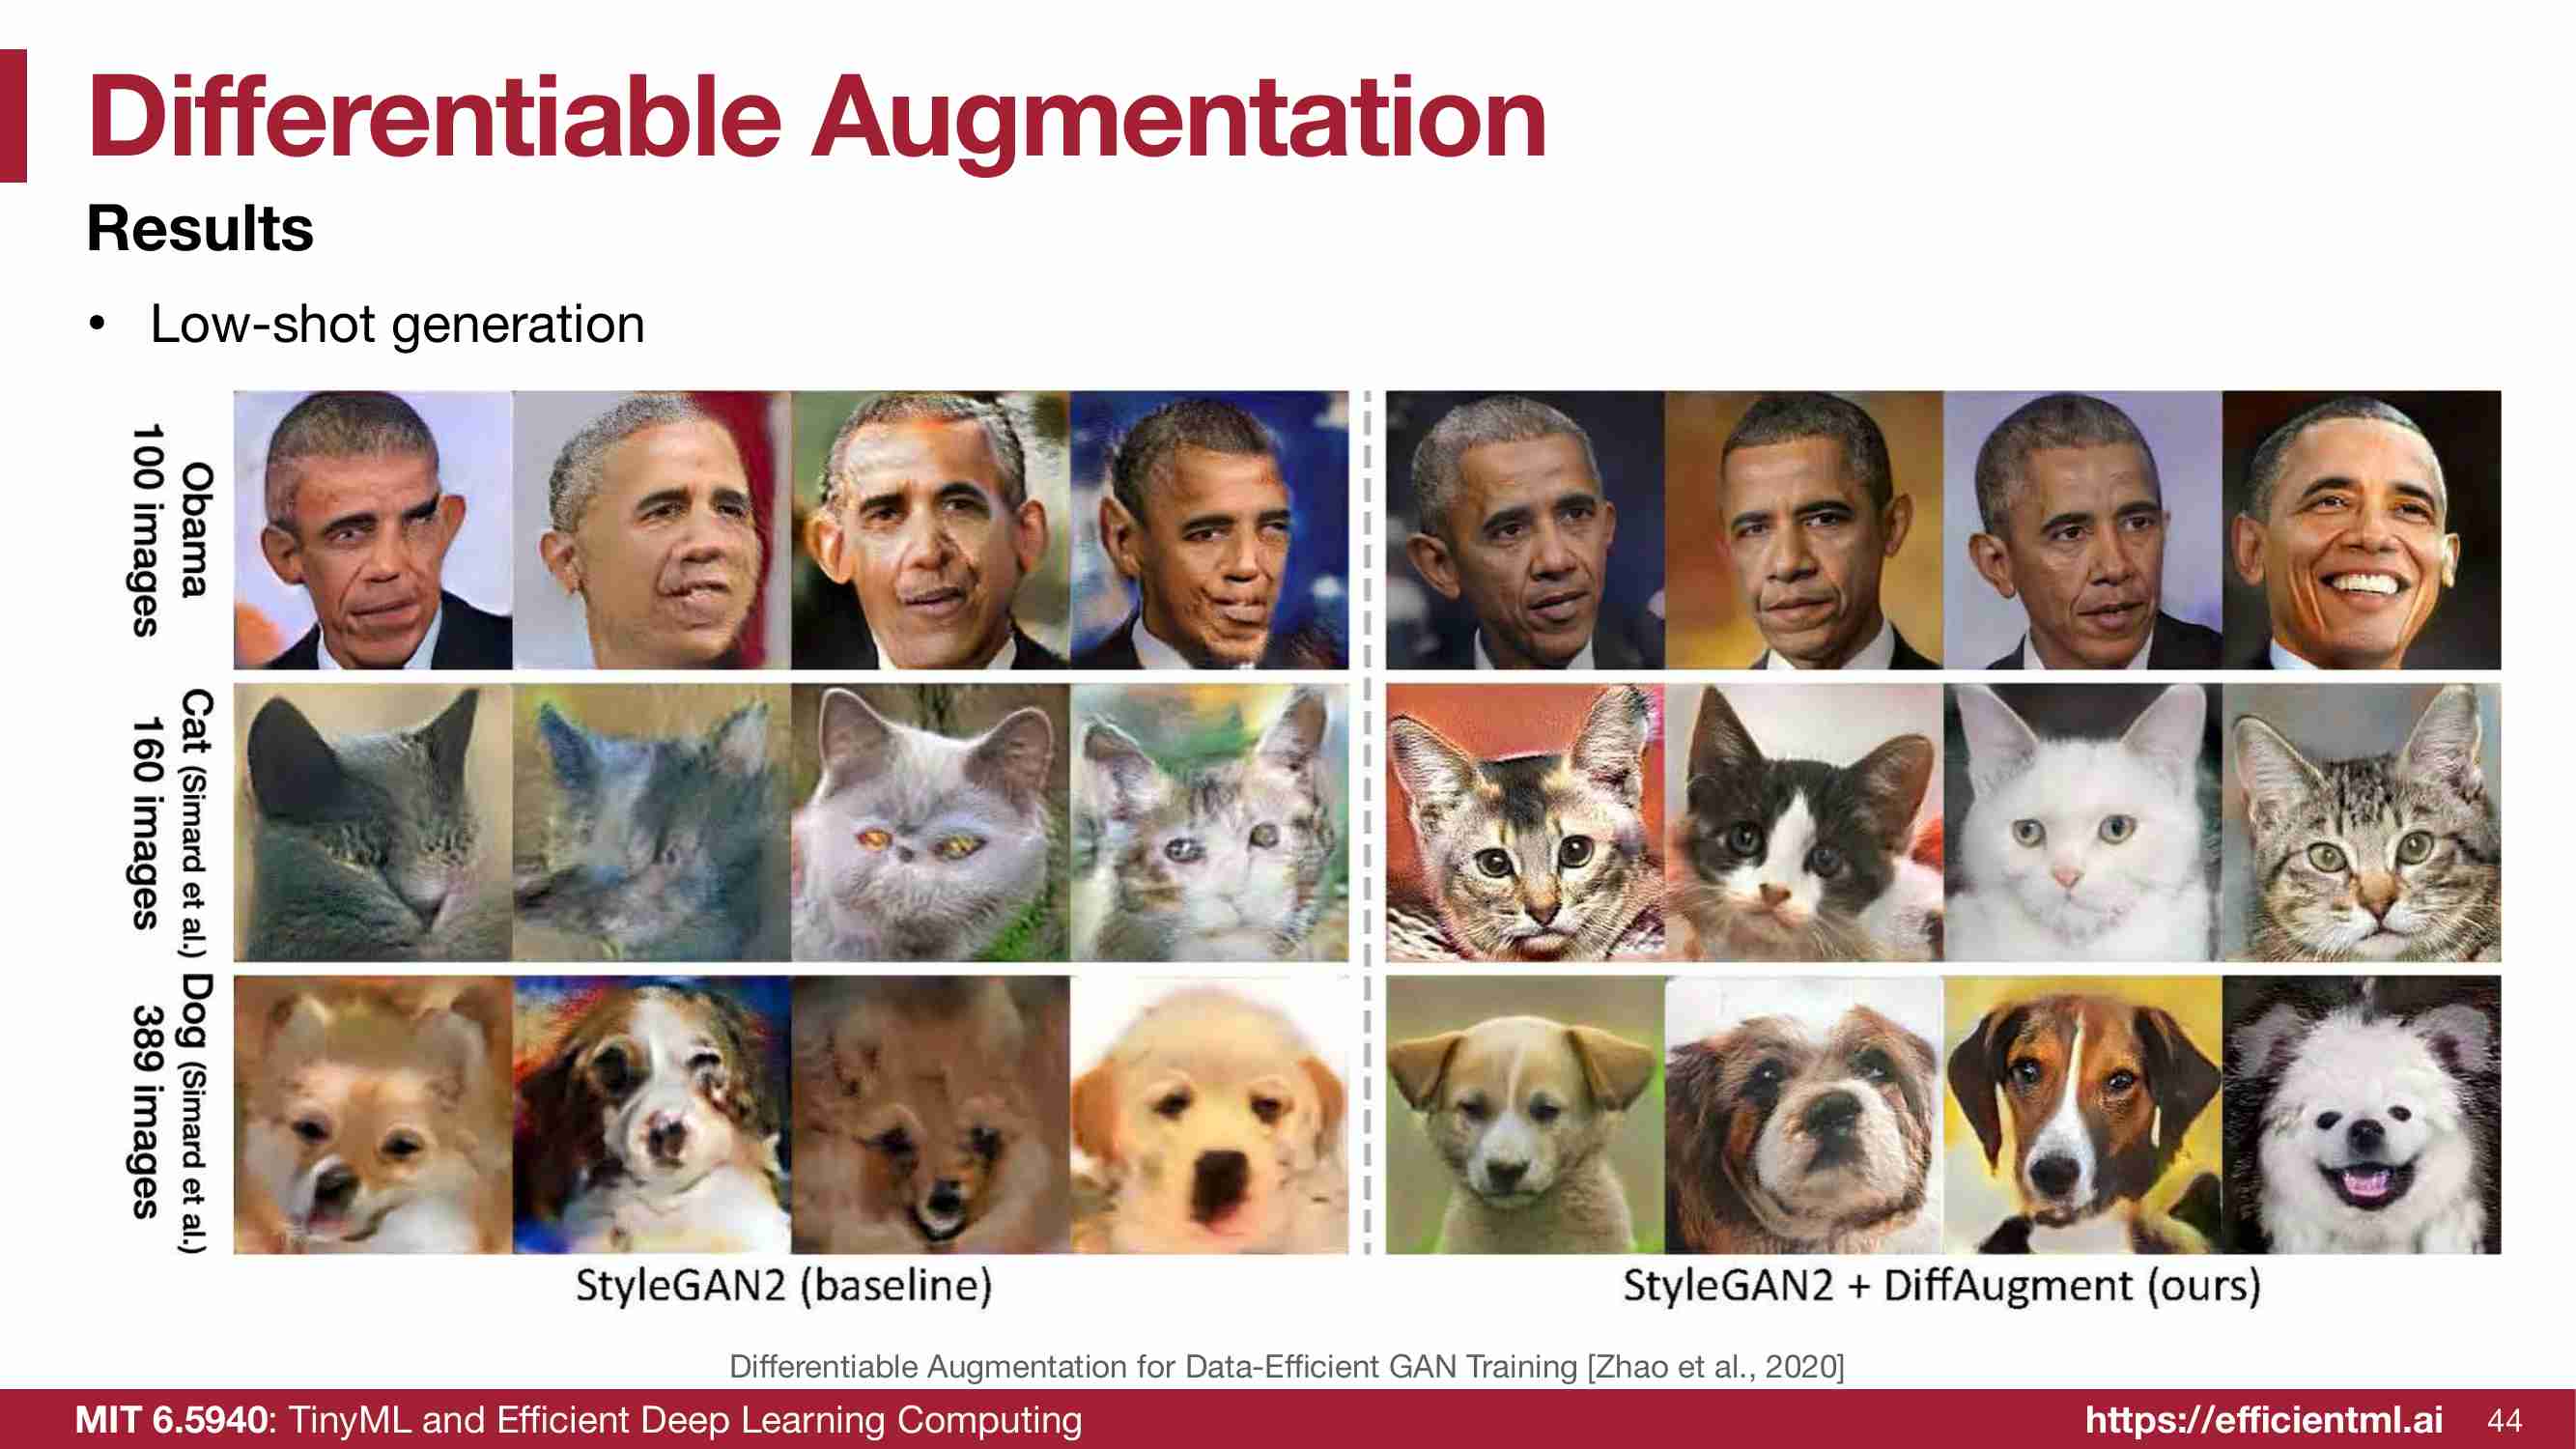 Differentiable Augmentation
Results
• Low-shot generation
Obama
100 images
Cat (Simard et al.)
160 images
Dog (Simard et al.)
389 images
StyleGAN2 (baseline)
StyleGAN2 + DiffAugment (ours)
Differentiable Augmentation for Data-Efficient GAN Training [Zhao et al., 2020]
MIT 6.5940: TinyML and Efficient Deep Learning Computing
https://efficientml.ai
44